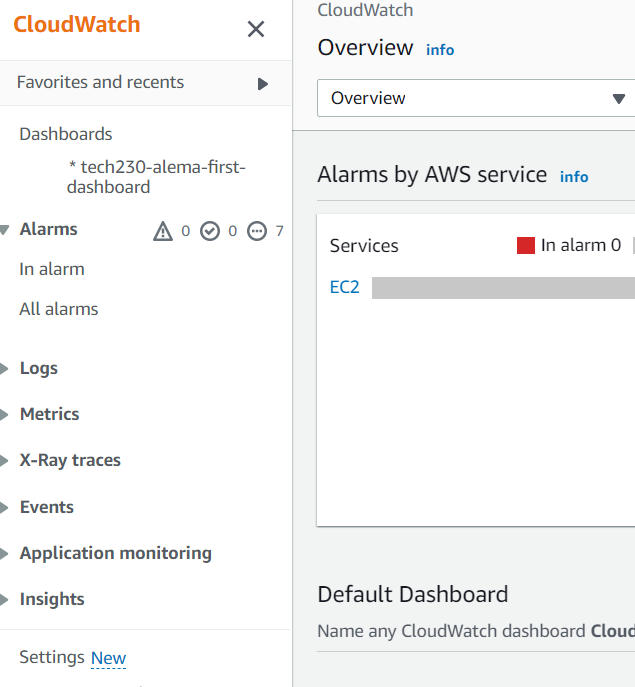 CloudWatch
Favorites and recents
Dashboards
* tech230-alema-first-
dashboard
Alarms 0 0 7
In alarm
All alarms
Logs
Metrics
X-Ray traces
Events
Application monitoring
Insights
Settings New
CloudWatch
Overview info
Overview
Alarms by AWS service info
Services In alarm 0
EC2
Default Dashboard
Name any CloudWatch dashboard Cloud